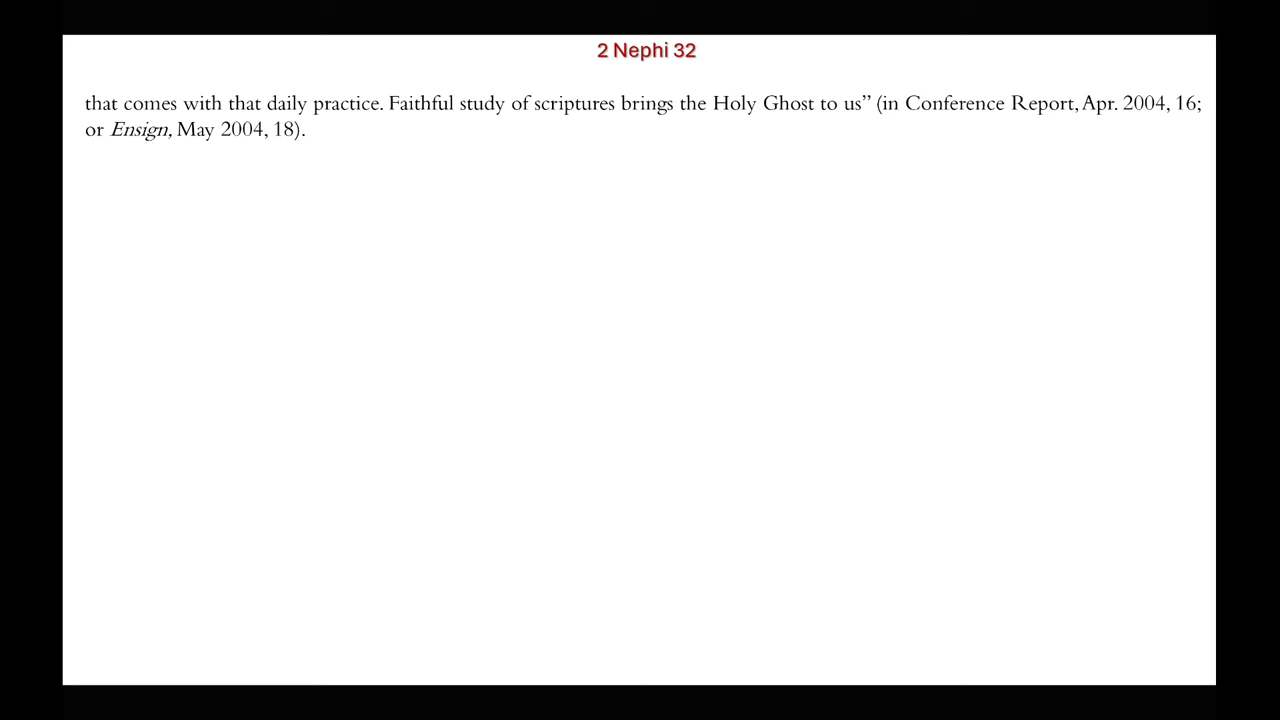 2 Nephi 32
that comes with that daily practice. Faithful study of scriptures brings the Holy Ghost to us” (in Conference Report, Apr. 2004, 16;
or Ensign, May 2004, 18).